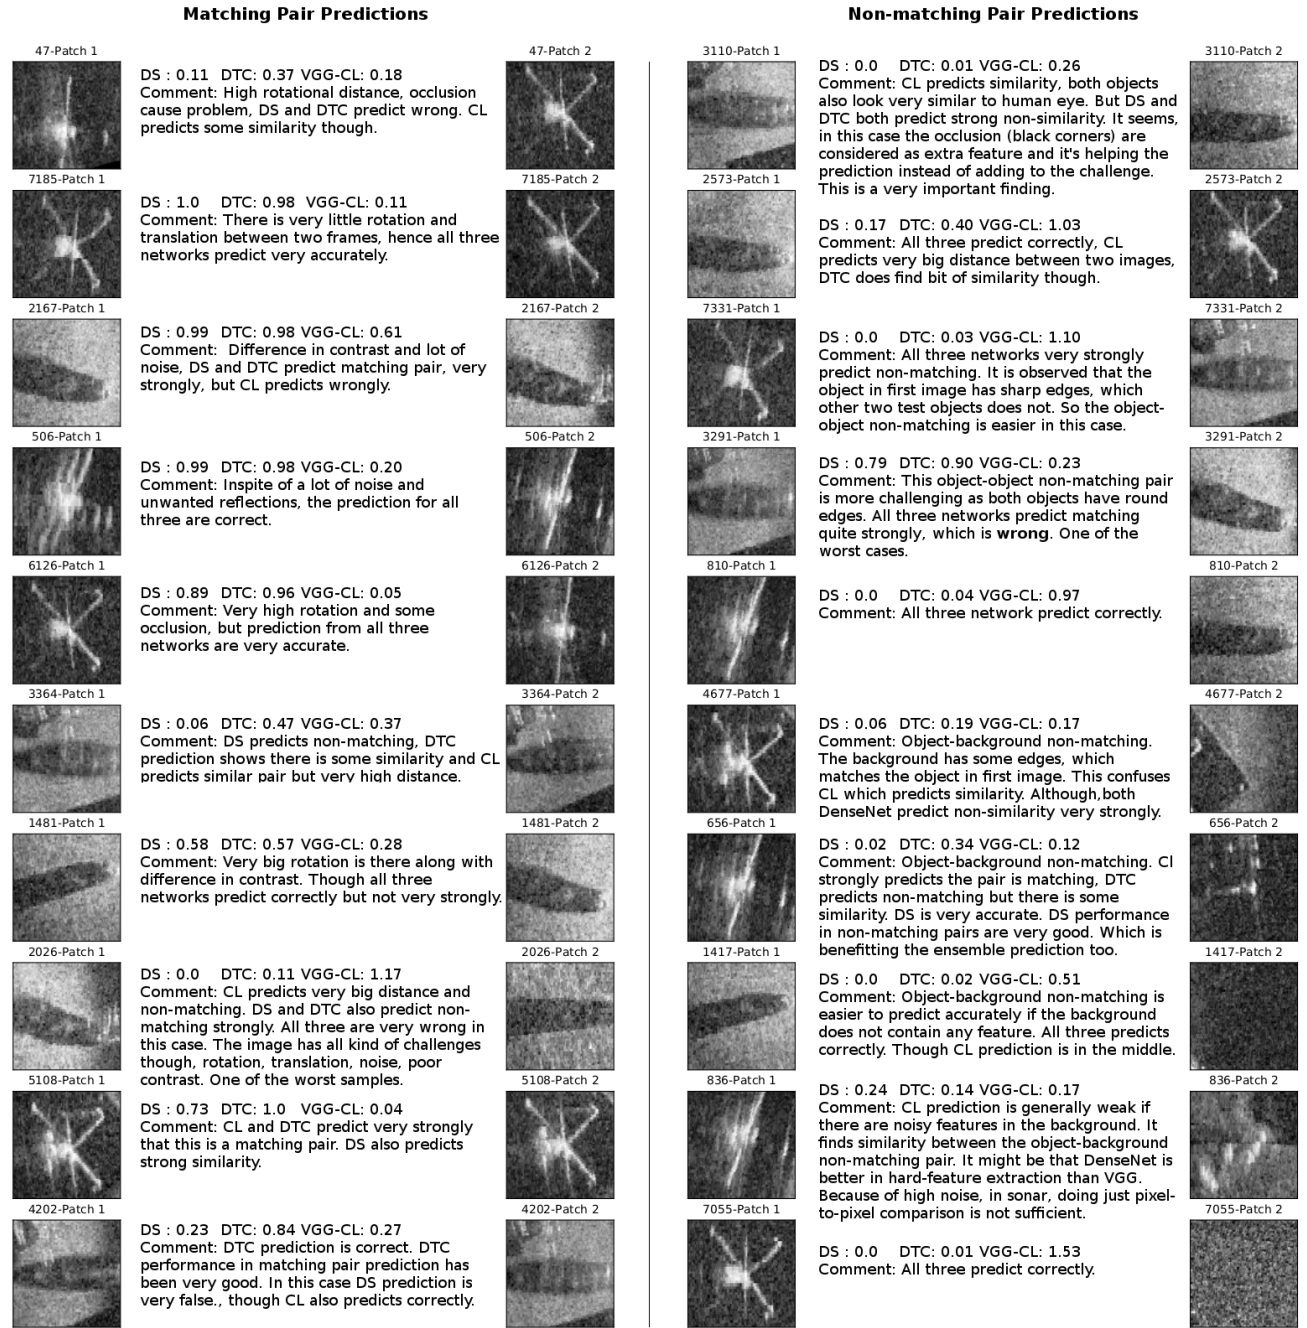 Matching Pair Predictions
47-Patch 1
47-Patch 2
DS : 0.11 DTC: 0.37 VGG-CL: 0.18
Comment: High rotational distance, occlusion
cause problem, DS and DTC predict wrong. CL
predicts some similarity though.
7185-Patch 1
7185-Patch 2
DS : 1.0 DTC: 0.98 VGG-CL: 0.11
Comment: There is very little rotation and
translation between two frames, hence all three
networks predict very accurately.
2167-Patch 1
2167-Patch 2
DS : 0.99 DTC: 0.98 VGG-CL: 0.61
Comment: Difference in contrast and lot of
noise, DS and DTC predict matching pair, very
strongly, but CL predicts wrongly.
506-Patch 1
506-Patch 2
DS : 0.99 DTC: 0.98 VGG-CL: 0.20
Comment: Inspite of a lot of noise and
unwanted reflections, the prediction for all
three are correct.
6126-Patch 1
6126-Patch 2
DS : 0.89 DTC: 0.96 VGG-CL: 0.05
Comment: Very high rotation and some
occlusion, but prediction from all three
networks are very accurate.
3364-Patch 1
3364-Patch 2
DS : 0.06 DTC: 0.47 VGG-CL: 0.37
Comment: DS predicts non-matching, DTC
prediction shows there is some similarity and CL
predicts similar pair but very high distance.
1481-Patch 1
1481-Patch 2
DS : 0.58 DTC: 0.57 VGG-CL: 0.28
Comment: Very big rotation is there along with
difference in contrast. Though all three
networks predict correctly but not very strongly.
2026-Patch 1
2026-Patch 2
DS : 0.0 DTC: 0.11 VGG-CL: 1.17
Comment: CL predicts very big distance and
non-matching. DS and DTC also predict non-
matching strongly. All three are very wrong in
this case. The image has all kind of challenges
though, rotation, translation, noise, poor
contrast. One of the worst samples.
5108-Patch 1
5108-Patch 2
DS : 0.73 DTC: 1.0 VGG-CL: 0.04
Comment: CL and DTC predict very strongly
that this is a matching pair. DS also predicts
strong similarity.
4202-Patch 1
4202-Patch 2
DS : 0.23 DTC: 0.84 VGG-CL: 0.27
Comment: DTC prediction is correct. DTC
performance in matching pair prediction has
been very good. In this case DS prediction is
very false., though CL also predicts correctly.
Non-matching Pair Predictions
3110-Patch 1
3110-Patch 2
DS : 0.0 DTC: 0.01 VGG-CL: 0.26
Comment: CL predicts similarity, both objects
also look very similar to human eye. But DS and
DTC both predict strong non-similarity. It seems,
in this case the occlusion (black corners) are
considered as extra feature and it's helping the
prediction instead of adding to the challenge.
This is a very important finding.
2573-Patch 1
2573-Patch 2
DS : 0.17 DTC: 0.40 VGG-CL: 1.03
Comment: All three predict correctly, CL
predicts very big distance between two images,
DTC does find bit of similarity though.
7331-Patch 1
7331-Patch 2
DS : 0.0 DTC: 0.03 VGG-CL: 1.10
Comment: All three networks very strongly
predict non-matching. It is observed that the
object in first image has sharp edges, which
other two test objects does not. So the object-
object non-matching is easier in this case.
3291-Patch 1
3291-Patch 2
DS : 0.79 DTC: 0.90 VGG-CL: 0.23
Comment: This object-object non-matching pair
is more challenging as both objects have round
edges. All three networks predict matching
quite strongly, which is wrong. One of the
worst cases.
810-Patch 1
810-Patch 2
DS : 0.0 DTC: 0.04 VGG-CL: 0.97
Comment: All three network predict correctly.
4677-Patch 1
4677-Patch 2
DS : 0.06 DTC: 0.19 VGG-CL: 0.17
Comment: Object-background non-matching.
The background has some edges, which
matches the object in first image. This confuses
CL which predicts similarity. Although,both
DenseNet predict non-similarity very strongly.
656-Patch 1
656-Patch 2
DS : 0.02 DTC: 0.34 VGG-CL: 0.12
Comment: Object-background non-matching. Cl
strongly predicts the pair is matching, DTC
predicts non-matching but there is some
similarity. DS is very accurate. DS performance
in non-matching pairs are very good. Which is
benefitting the ensemble prediction too.
1417-Patch 1
1417-Patch 2
DS : 0.0 DTC: 0.02 VGG-CL: 0.51
Comment: Object-background non-matching is
easier to predict accurately if the background
does not contain any feature. All three predicts
correctly. Though CL prediction is in the middle.
836-Patch 1
836-Patch 2
DS : 0.24 DTC: 0.14 VGG-CL: 0.17
Comment: CL prediction is generally weak if
there are noisy features in the background. It
finds similarity between the object-background
non-matching pair. It might be that DenseNet is
better in hard-feature extraction than VGG.
Because of high noise, in sonar, doing just pixel-
to-pixel comparison is not sufficient.
7055-Patch 1
7055-Patch 2
DS : 0.0 DTC: 0.01 VGG-CL: 1.53
Comment: All three predict correctly.